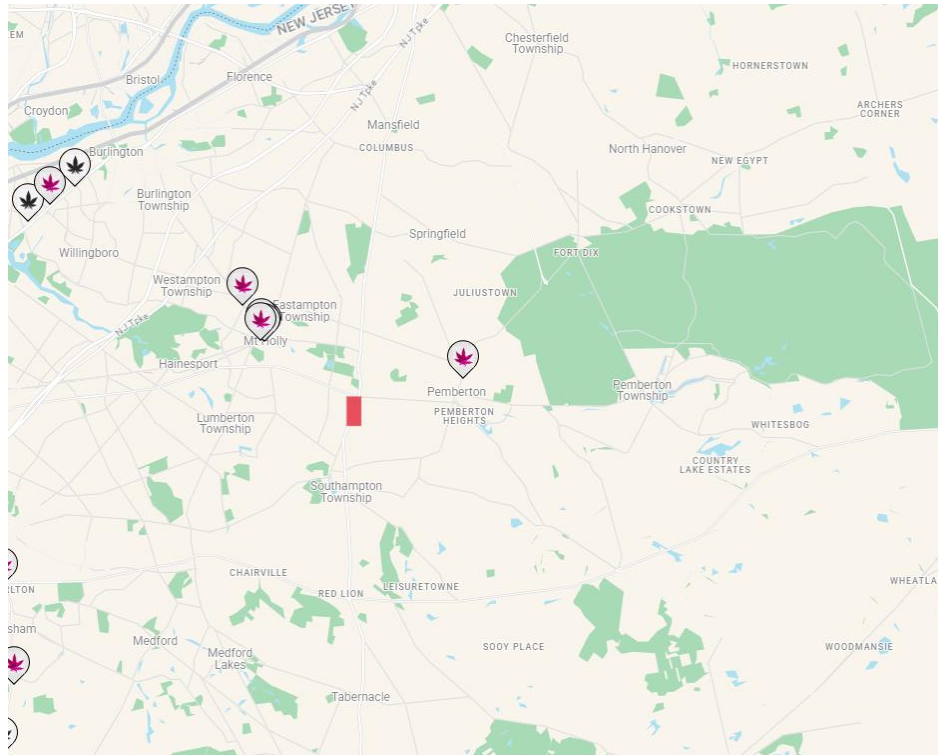 EM
NEW JERSEY
NJ Tpke
Chesterfield
Township
HORNERSTOWN
Bristol
Florence
NJ Tpke
Croydon
ARCHERS
CORNER
Mansfield
COLUMBUS
Burlington
North Hanover
NEW EGYPT
Burlington
Township
COOKSTOWN
Springfield
Willingboro
FORT DIX
Westampton
Township
JULIUSTOWN
Eastampton
Township
NJ Tpke
Mt Holly
Hainesport
Pemberton
Pemberton
Township
PEMBERTON
HEIGHTS
Lumberton
Township
WHITESBOG
COUNTRY
LAKE ESTATES
Southampton
Township
CHAIRVILLE
RED LION
LEISURETOWNE
WHEATLA
RLTON
sham
Medford
Medford
Lakes
SOOY PLACE
WOODMANSIE
Tabernacle